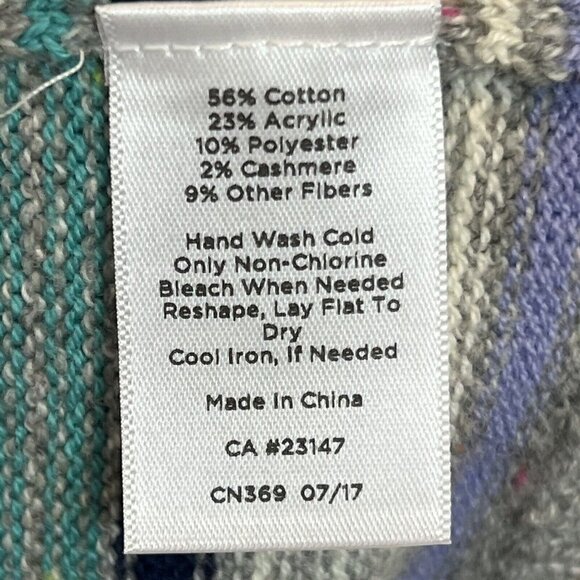 56% Cotton
23% Acrylic
10% Polyester
2% Cashmere
9% Other Fibers
Hand Wash Cold
Only Non-Chlorine
Bleach When Needed
Reshape, Lay Flat To
Dry
Cool Iron, If Needed
Made In China
CA #23147
CN369 07/17